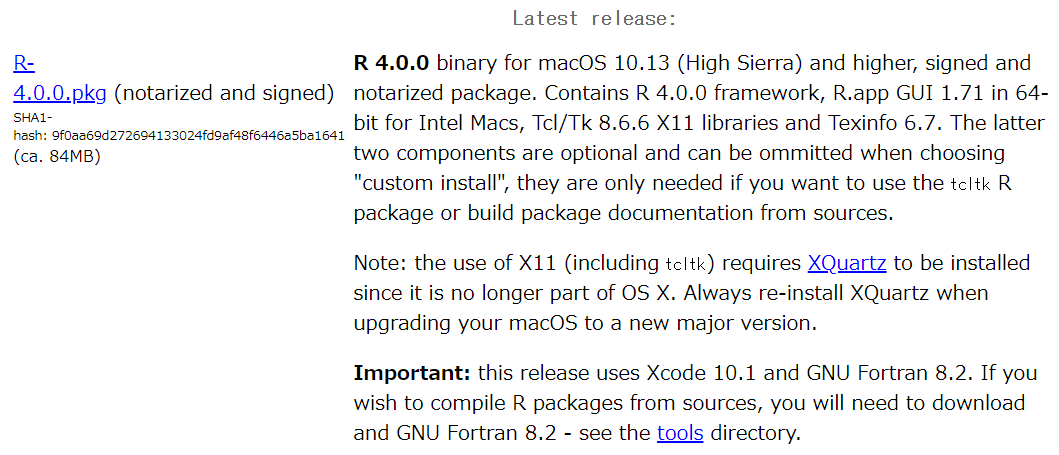 Latest release:
R-
4.0.0.pkg (notarized and signed)
SHA1-
hash: 9f0aa69d272694133024fd9af48f6446a5ba1641
(ca. 84MB)
R 4.0.0 binary for macOS 10.13 (High Sierra) and higher, signed and
notarized package. Contains R 4.0.0 framework, R.app GUI 1.71 in 64-
bit for Intel Macs, Tcl/Tk 8.6.6 X11 libraries and Texinfo 6.7. The latter
two components are optional and can be ommitted when choosing
"custom install", they are only needed if you want to use the tcltk R
package or build package documentation from sources.
Note: the use of X11 (including tcltk) requires XQuartz to be installed
since it is no longer part of OS X. Always re-install XQuartz when
upgrading your macOS to a new major version.
Important: this release uses Xcode 10.1 and GNU Fortran 8.2. If you
wish to compile R packages from sources, you will need to download
and GNU Fortran 8.2 - see the tools directory.